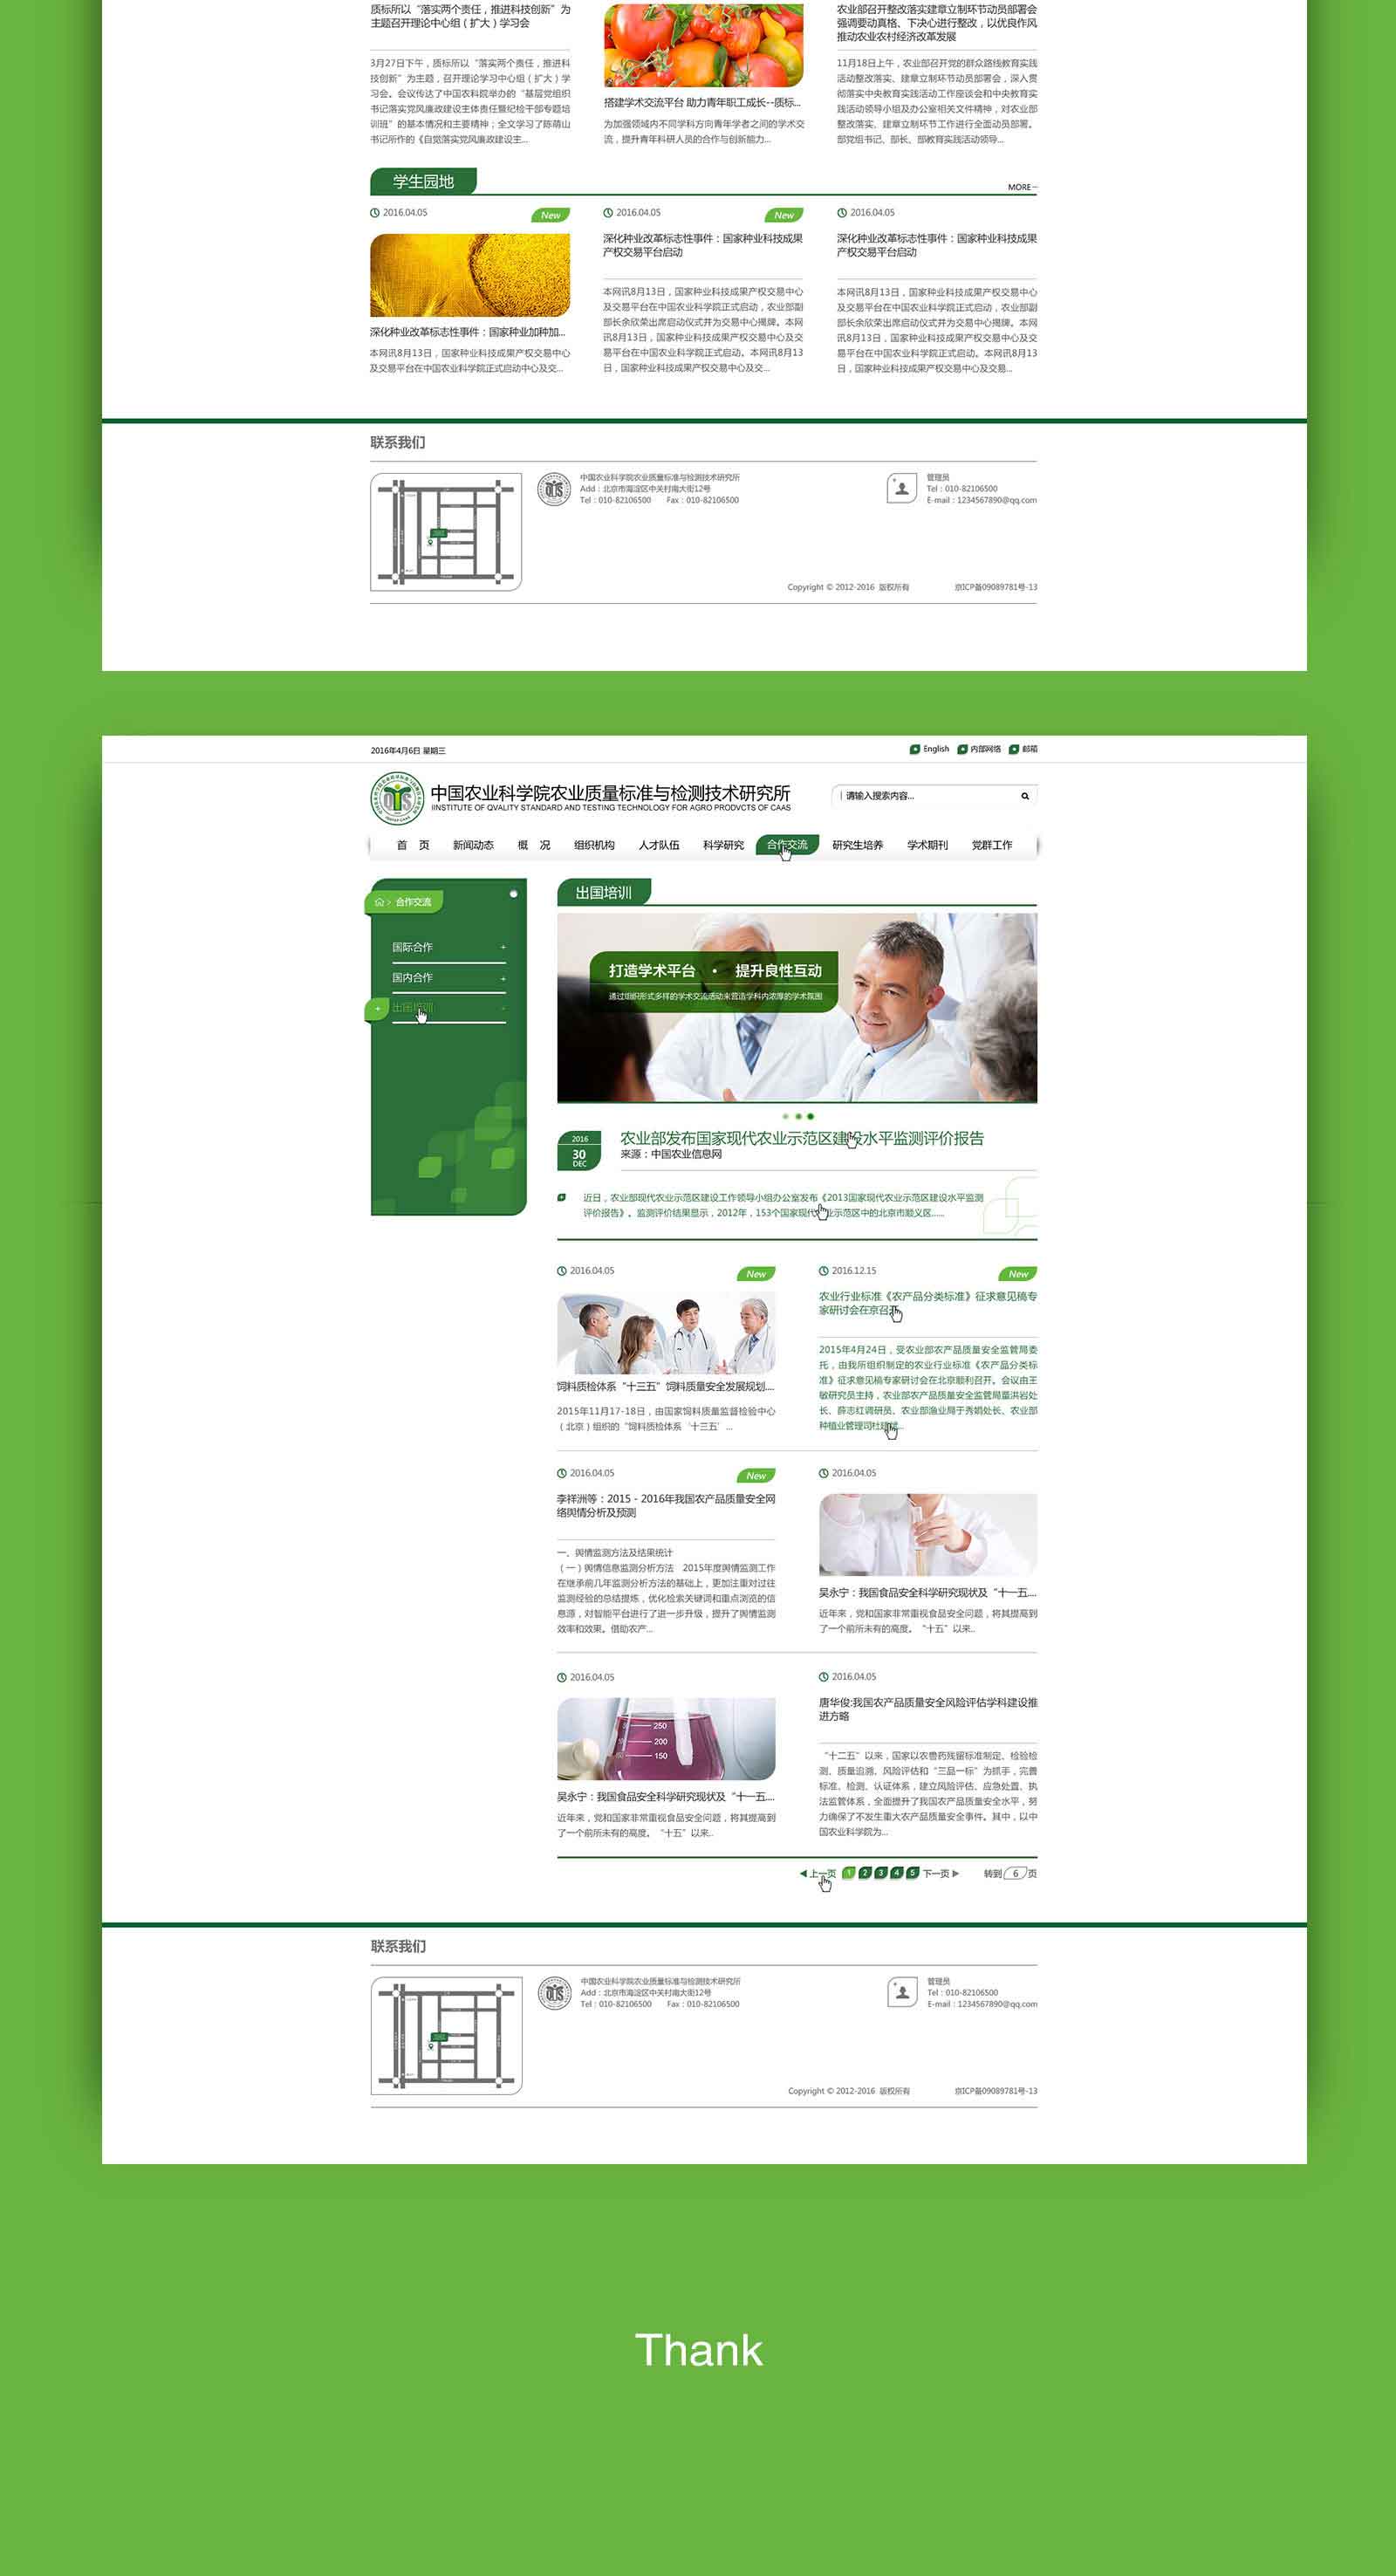 质标所以“落实两个责任，推进科技创新”为
主题召开理论中心组（扩大）学习会
3月27日下午，质标所以“落实两个责任，推进科
技创新”为主题，召开理论学习中心组（扩大）学
习会。会议传达了中国农科院举办的“基层党组织
书记落实党风廉政建设主体责任暨纪检干部专题培
训班”的基本情况和主要精神；全文学习了陈萌山
书记所作的《自觉落实党风廉政建设主...
搭建学术交流平台 助力青年职工成长--质标...
为加强领域内不同学科方向青年学者之间的学术交
流，提升青年科研人员的合作与创新能力...
农业部召开整改落实建章立制环节动员部署会
强调要动真格、下决心进行整改，以优良作风
推动农业农村经济改革发展
11月18日上午，农业部召开党的群众路线教育实践
活动整改落实、建章立制环节动员部署会，深入贯
彻落实中央教育实践活动工作座谈会和中央教育实
践活动领导小组及办公室相关文件精神，对农业部
整改落实、建章立制环节工作进行全面动员部署。
部党组书记、部长、部教育实践活动领导...
学生园地
MORE
2016.04.05
New
深化种业改革标志性事件：国家种业加种加...
本网讯8月13日，国家种业科技成果产权交易中心
及交易平台在中国农业科学院正式启动中心及交...
2016.04.05
New
深化种业改革标志性事件：国家种业科技成果
产权交易平台启动
本网讯8月13日，国家种业科技成果产权交易中心
及交易平台在中国农业科学院正式启动，农业部副
部长余欣荣出席启动仪式并为交易中心揭牌。本网
讯8月13日，国家种业科技成果产权交易中心及交
易平台在中国农业科学院正式启动。本网讯8月13
日，国家种业科技成果产权交易中心及交...
2016.04.05
深化种业改革标志性事件：国家种业科技成果
产权交易平台启动
本网讯8月13日，国家种业科技成果产权交易中心
及交易平台在中国农业科学院正式启动，农业部副
部长余欣荣出席启动仪式并为交易中心揭牌。本网
讯8月13日，国家种业科技成果产权交易中心及交
易平台在中国农业科学院正式启动。本网讯8月13
日，国家种业科技成果产权交易中心及交易...
联系我们
中国农业科学院农业质量标准与检测技术研究所
Add：北京市海淀区中关村南大街12号
Tel：010-82106500 Fax：010-82106500
管理员
Tel：010-82106500
E-mail：1234567890@qq.com
Copyright © 2012-2016 版权所有 京ICP备09089781号-13
2016年4月6日 星期三
English 内部网络 邮箱
中国农业科学院农业质量标准与检测技术研究所
IINSTITUTE OF QVALITY STANDARD AND TESTING TECHNOLOGY FOR AGRO PRODVCTS OF CAAS
请输入搜索内容...
首 页 新闻动态 概 况 组织机构 人才队伍 科学研究 合作交流 研究生培养 学术期刊 党群工作
> 合作交流
国际合作 +
国内合作 +
出国培训
出国培训
打造学术平台 · 提升良性互动
通过组织形式多样的学术交流活动来营造学科内浓厚的学术氛围
2016
30
DEC
农业部发布国家现代农业示范区建设水平监测评价报告
来源：中国农业信息网
近日，农业部现代农业示范区建设工作领导小组办公室发布《2013国家现代农业示范区建设水平监测
评价报告》。监测评价结果显示，2012年，153个国家现代农业示范区中的北京市顺义区......
2016.04.05
New
饲料质检体系“十三五”饲料质量安全发展规划....
2015年11月17-18日，由国家饲料质量监督检验中心
（北京）组织的“饲料质检体系‘十三五’...
2016.12.15
New
农业行业标准《农产品分类标准》征求意见稿专
家研讨会在京召开
2015年4月24日，受农业部农产品质量安全监管局委
托，由我所组织制定的农业行业标准《农产品分类标
准》征求意见稿专家研讨会在北京顺利召开。会议由王
敏研究员主持，农业部农产品质量安全监管局董洪岩处
长、薛志红调研员、农业部渔业局于秀娟处长、农业部
种植业管理司杜建斌...
2016.04.05
New
李祥洲等：2015－2016年我国农产品质量安全网
络舆情分析及预测
一、舆情监测方法及结果统计
（一）舆情信息监测分析方法 2015年度舆情监测工作
在继承前几年监测分析方法的基础上，更加注重对过往
监测经验的总结提炼，优化检索关键词和重点浏览的信
息源，对智能平台进行了进一步升级，提升了舆情监测
效率和效果。借助农产...
2016.04.05
吴永宁：我国食品安全科学研究现状及“十一五....
近年来，党和国家非常重视食品安全问题，将其提高到
了一个前所未有的高度。“十五”以来..
2016.04.05
250
200
150
吴永宁：我国食品安全科学研究现状及“十一五....
近年来，党和国家非常重视食品安全问题，将其提高到
了一个前所未有的高度。“十五”以来..
2016.04.05
唐华俊:我国农产品质量安全风险评估学科建设推
进方略
“十二五”以来，国家以农兽药残留标准制定、检验检
测、质量追溯、风险评估和“三品一标”为抓手，完善
标准、检测、认证体系，建立风险评估、应急处置、执
法监管体系，全面提升了我国农产品质量安全水平，努
力确保了不发生重大农产品质量安全事件。其中，以中
国农业科学院为...
上一页 1 2 3 4 5 下一页 转到 6 页
联系我们
中国农业科学院农业质量标准与检测技术研究所
Add：北京市海淀区中关村南大街12号
Tel：010-82106500 Fax：010-82106500
管理员
Tel：010-82106500
E-mail：1234567890@qq.com
Copyright © 2012-2016 版权所有 京ICP备09089781号-13
Thank